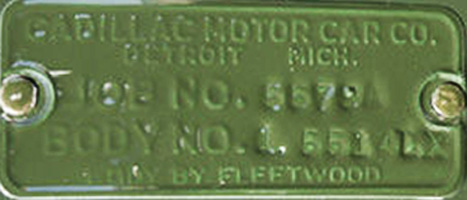 CADILLAC MOTOR CAR CO.
DETROIT MICH.
JOB NO.
BODY NO.
BODY BY FLEETWOOD